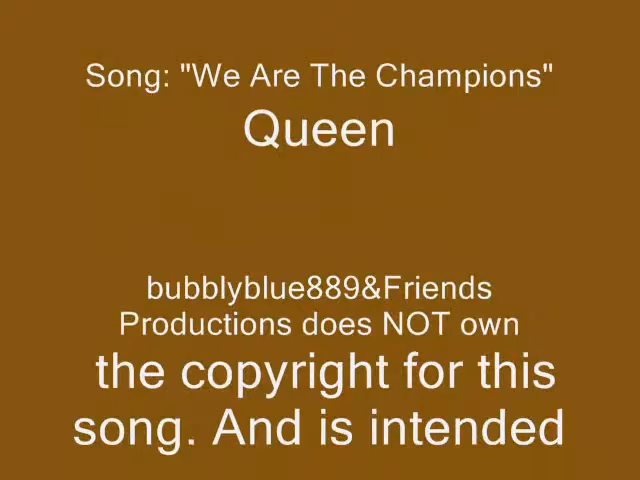 Song: "We Are The Champions"
Queen
bubblyblue889&Friends
Productions does NOT own
the copyright for this
song. And is intended